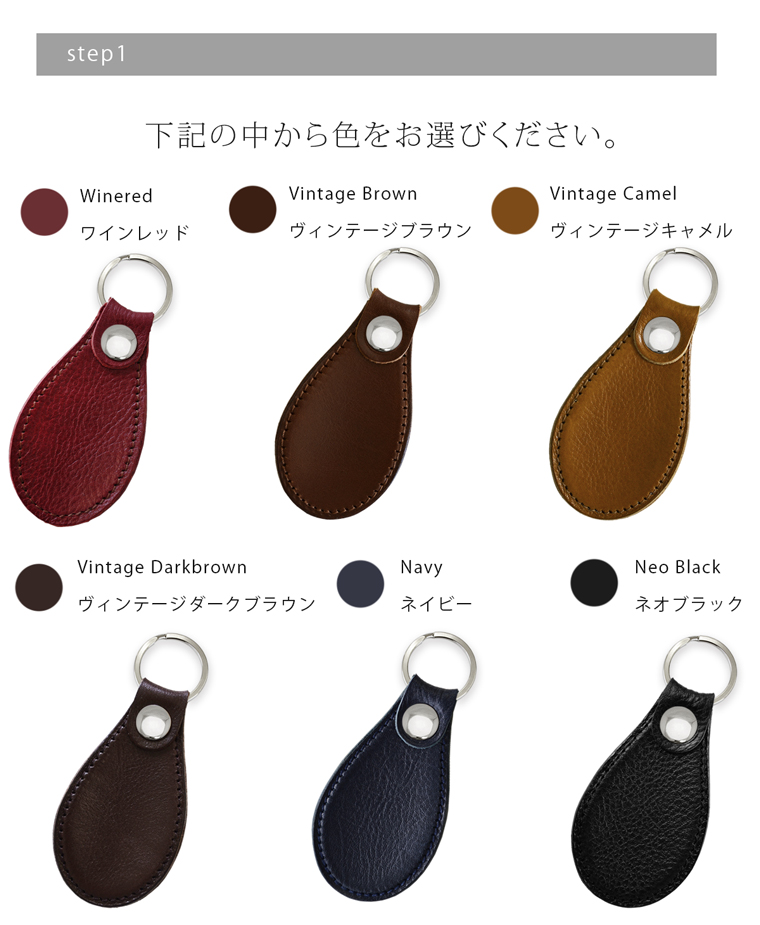 step1
下記の中から色をお選びください。
Winered
ワインレッド
Vintage Brown
ヴィンテージブラウン
Vintage Camel
ヴィンテージキャメル
Vintage Darkbrown
ヴィンテージダークブラウン
Navy
ネイビー
Neo Black
ネオブラック